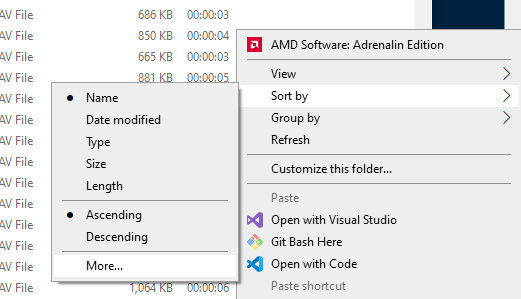 AV File 686 KB 00:00:03
AV File 850 KB 00:00:04
AV File 665 KB 00:00:03
AV File 881 KB 00:00:05
AV File
AV File
AV File
AV File
AV File
AV File
AV File
AV File
AV File
AV File 1,064 KB 00:00:06
AMD Software: Adrenalin Edition
View
Sort by
Group by
Refresh
Customize this folder...
Paste
Open with Visual Studio
Git Bash Here
Open with Code
Paste shortcut
Name
Date modified
Type
Size
Length
Ascending
Descending
More...